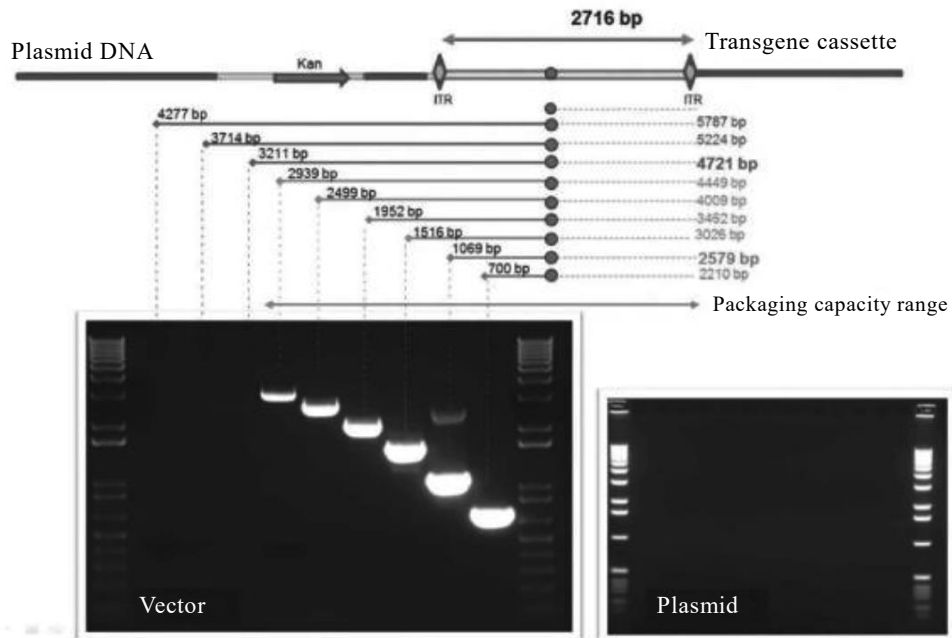 2716 bp
Plasmid DNA
Transgene cassette
Kan
ITR
ITR
4277 bp
5787 bp
3714 bp
5224 bp
3211 bp
4721 bp
2939 bp
4449 bp
2499 bp
4009 bp
1952 bp
3462 bp
1516 bp
3026 bp
1069 bp
2579 bp
700 bp
2210 bp
Packaging capacity range
Vector
Plasmid